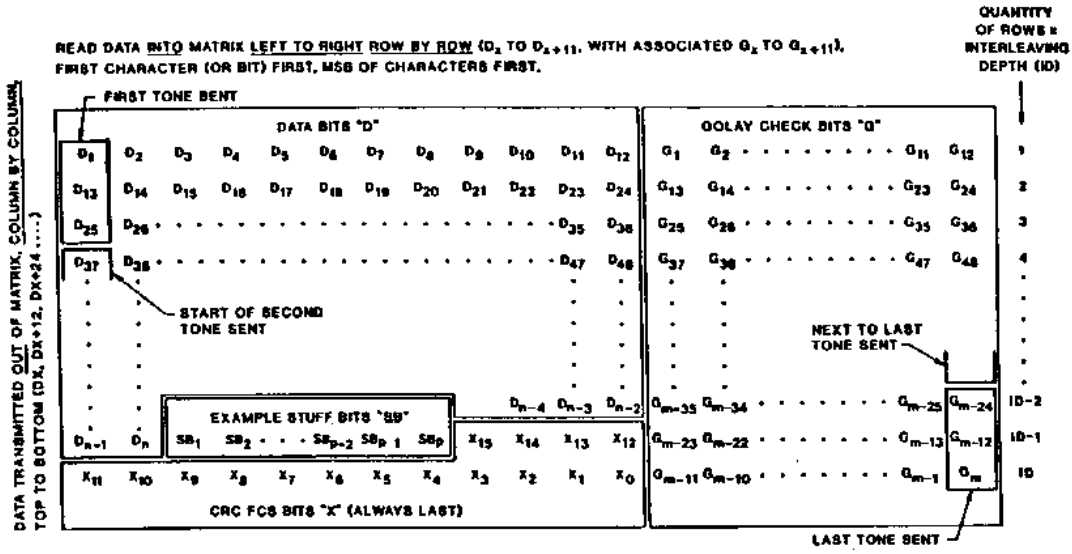 QUANTITY
OF ROWS =
INTERLEAVING
DEPTH (ID)
READ DATA INTO MATRIX LEFT TO RIGHT ROW BY ROW (Dx TO Dx+11, WITH ASSOCIATED Gx TO Gx+11),
FIRST CHARACTER (OR BIT) FIRST, MSB OF CHARACTERS FIRST.
DATA TRANSMITTED OUT OF MATRIX, COLUMN BY COLUMN,
TOP TO BOTTOM (DX, DX+12, DX+24....)
FIRST TONE SENT
DATA BITS "D" GOLAY CHECK BITS "G"
D1 D2 D3 D4 D5 D6 D7 D8 D9 D10 D11 D12 G1 G2 · · · · · · · · G11 G12 1
D13 D14 D15 D16 D17 D18 D19 D20 D21 D22 D23 D24 G13 G14 · · · · · · · · G23 G24 2
D25 D26 · · · · · · · · D35 D36 G25 G26 · · · · · · · · G35 G36 3
D37 D38 · · · · · · · · D47 D48 G37 G38 · · · · · · · · G47 G48 4
START OF SECOND
TONE SENT
NEXT TO LAST
TONE SENT
Dn-4 Dn-3 Dn-2 Gm-35 Gm-34 · · · · · · · · Gm-25 Gm-24 ID-2
EXAMPLE STUFF BITS "SB"
Dn-1 Dn SB1 SB2 · · · · SBp-2 SBp-1 SBp X15 X14 X13 X12 Gm-23 Gm-22 · · · · · · · · Gm-13 Gm-12 ID-1
X11 X10 X9 X8 X7 X6 X5 X4 X3 X2 X1 X0 Gm-11 Gm-10 · · · · · · · · Gm-1 Gm ID
CRC FCS BITS "X" (ALWAYS LAST)
LAST TONE SENT